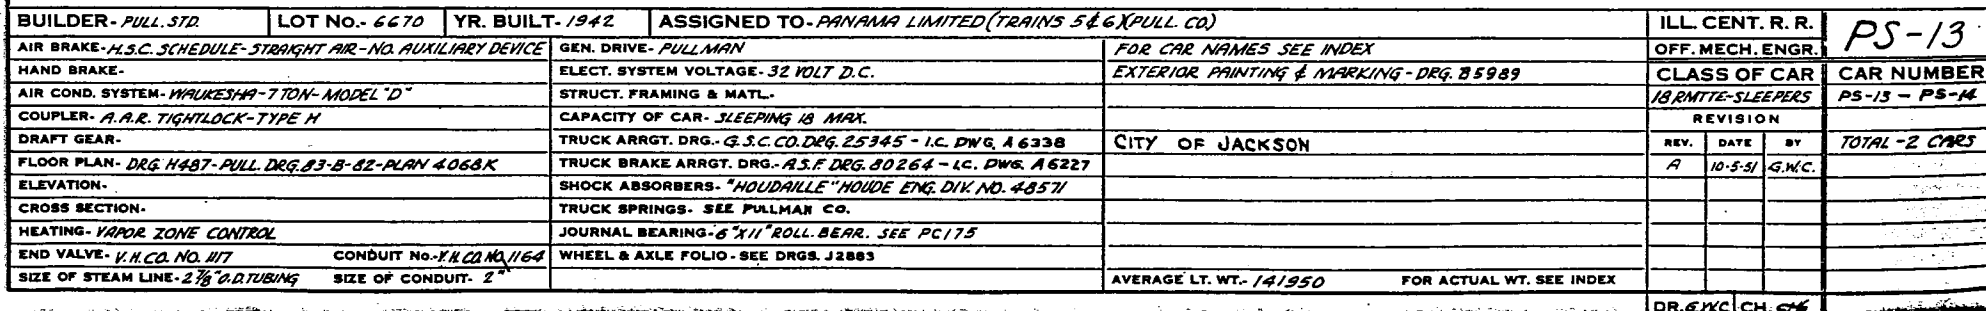 BUILDER- PULL. STD. LOT No.- 6670 YR. BUILT- 1942 ASSIGNED TO- PANAMA LIMITED (TRAINS 5 & 6) (PULL. CO.) ILL. CENT. R. R. PS-13
AIR BRAKE- H.S.C. SCHEDULE-STRAIGHT AIR-NO. AUXILIARY DEVICE GEN. DRIVE- PULLMAN FOR CAR NAMES SEE INDEX OFF. MECH. ENGR.
HAND BRAKE- ELECT. SYSTEM VOLTAGE- 32 VOLT D.C. EXTERIOR PAINTING & MARKING - DRG. 85989 CLASS OF CAR CAR NUMBER
AIR COND. SYSTEM- WAUKESHA-7 TON-MODEL "D" STRUCT. FRAMING & MATL.- 18 RMTTE-SLEEPERS PS-13 - PS-14
COUPLER- A.A.R. TIGHTLOCK-TYPE H CAPACITY OF CAR- SLEEPING 18 MAX. REVISION
DRAFT GEAR- TRUCK ARRGT. DRG.- G.S.C. CO. DRG. 25345 - I.C. DWG. A6338 CITY OF JACKSON REV. DATE BY TOTAL - 2 CARS
FLOOR PLAN- DRG. H487-PULL. DRG. 83-B-82-PLAN 4068K TRUCK BRAKE ARRGT. DRG.- A.S.F. DRG. 80264 - I.C. DWG. A6227 A 10-5-51 G.W.C.
ELEVATION- SHOCK ABSORBERS- "HOUDAILLE" HOUDE ENG. DIV. NO. 48571
CROSS SECTION- TRUCK SPRINGS- SEE PULLMAN CO.
HEATING- VAPOR ZONE CONTROL JOURNAL BEARING- 6"X11" ROLL. BEAR. SEE PC175
END VALVE- V.H.CO. NO. 1117 CONDUIT No.- V.H.CO. NO. 1164 WHEEL & AXLE FOLIO - SEE DRGS. J2883
SIZE OF STEAM LINE- 2 7/8" O.D. TUBING SIZE OF CONDUIT- 2" AVERAGE LT. WT.- 141950 FOR ACTUAL WT. SEE INDEX
DR. GWC CH.